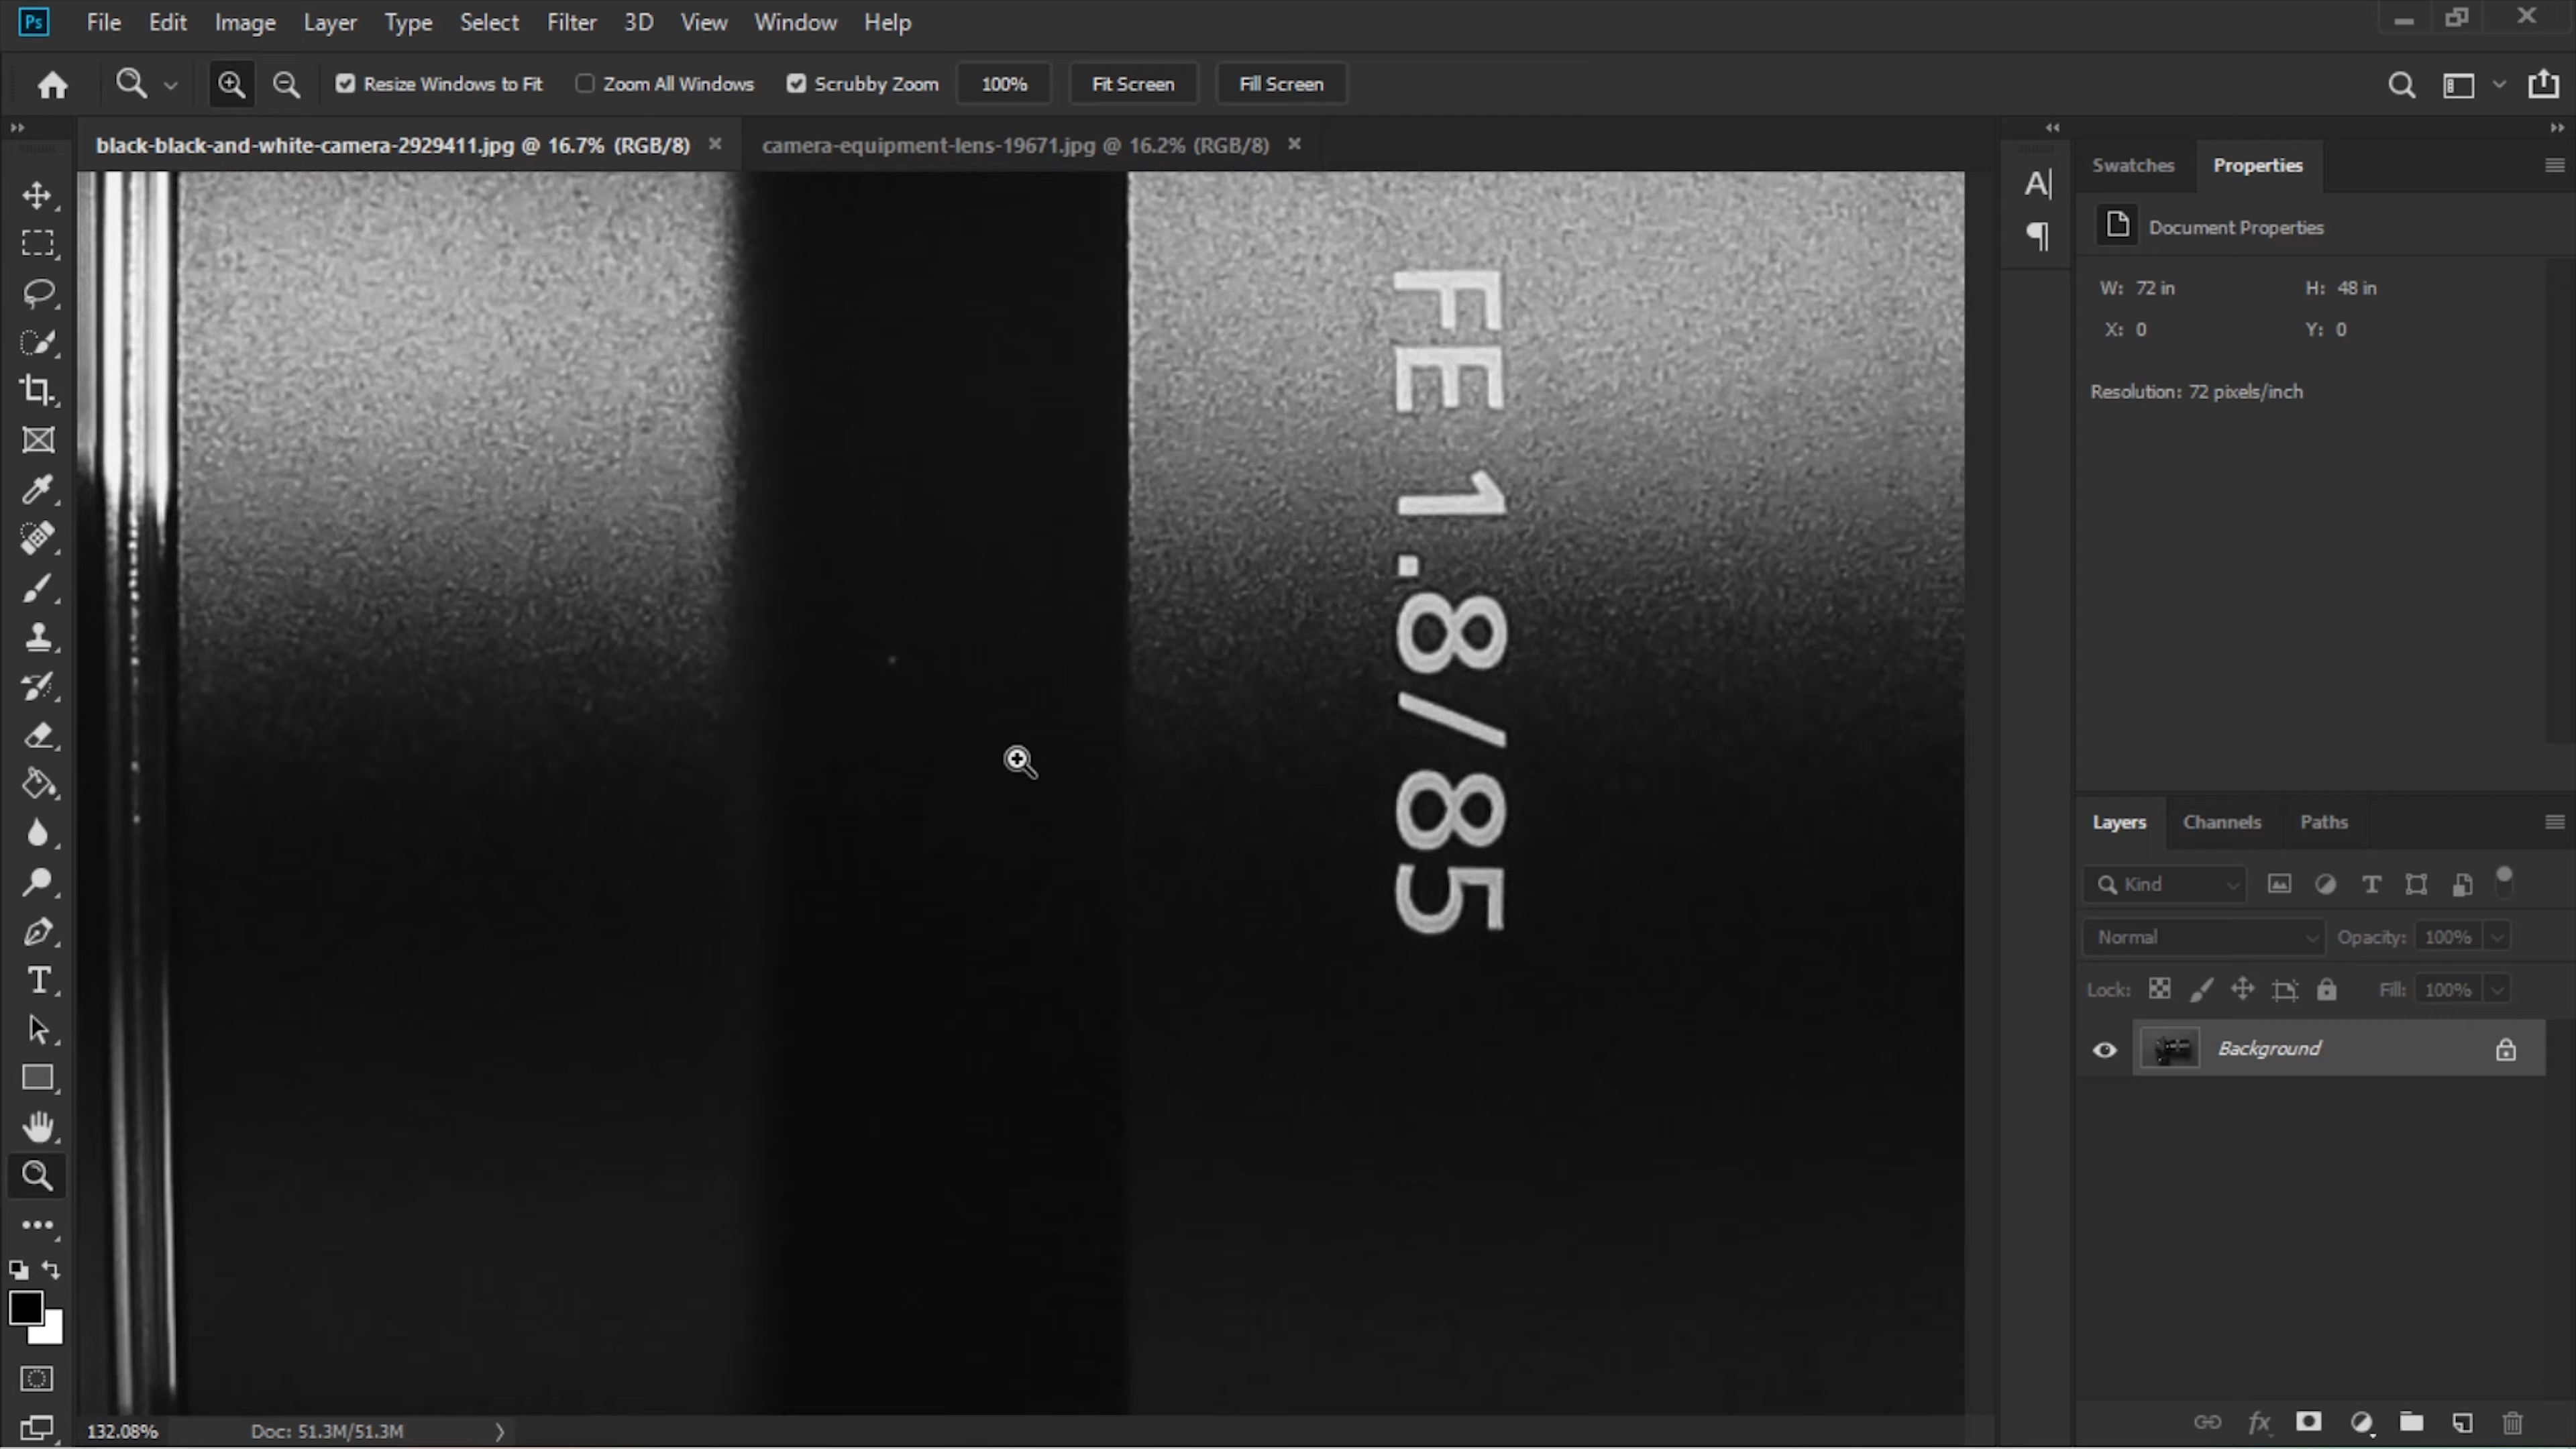 Ps File Edit Image Layer Type Select Filter 3D View Window Help
Resize Windows to Fit Zoom All Windows Scrubby Zoom 100% Fit Screen Fill Screen
black-black-and-white-camera-2929411.jpg @ 16.7% (RGB/8) × camera-equipment-lens-19671.jpg @ 16.2% (RGB/8) ×
FE 1.8/85
Swatches Properties
Document Properties
W: 72 in H: 48 in
X: 0 Y: 0
Resolution: 72 pixels/inch
Layers Channels Paths
Kind
Normal Opacity: 100%
Lock: Fill: 100%
Background
132.08% Doc: 51.3M/51.3M